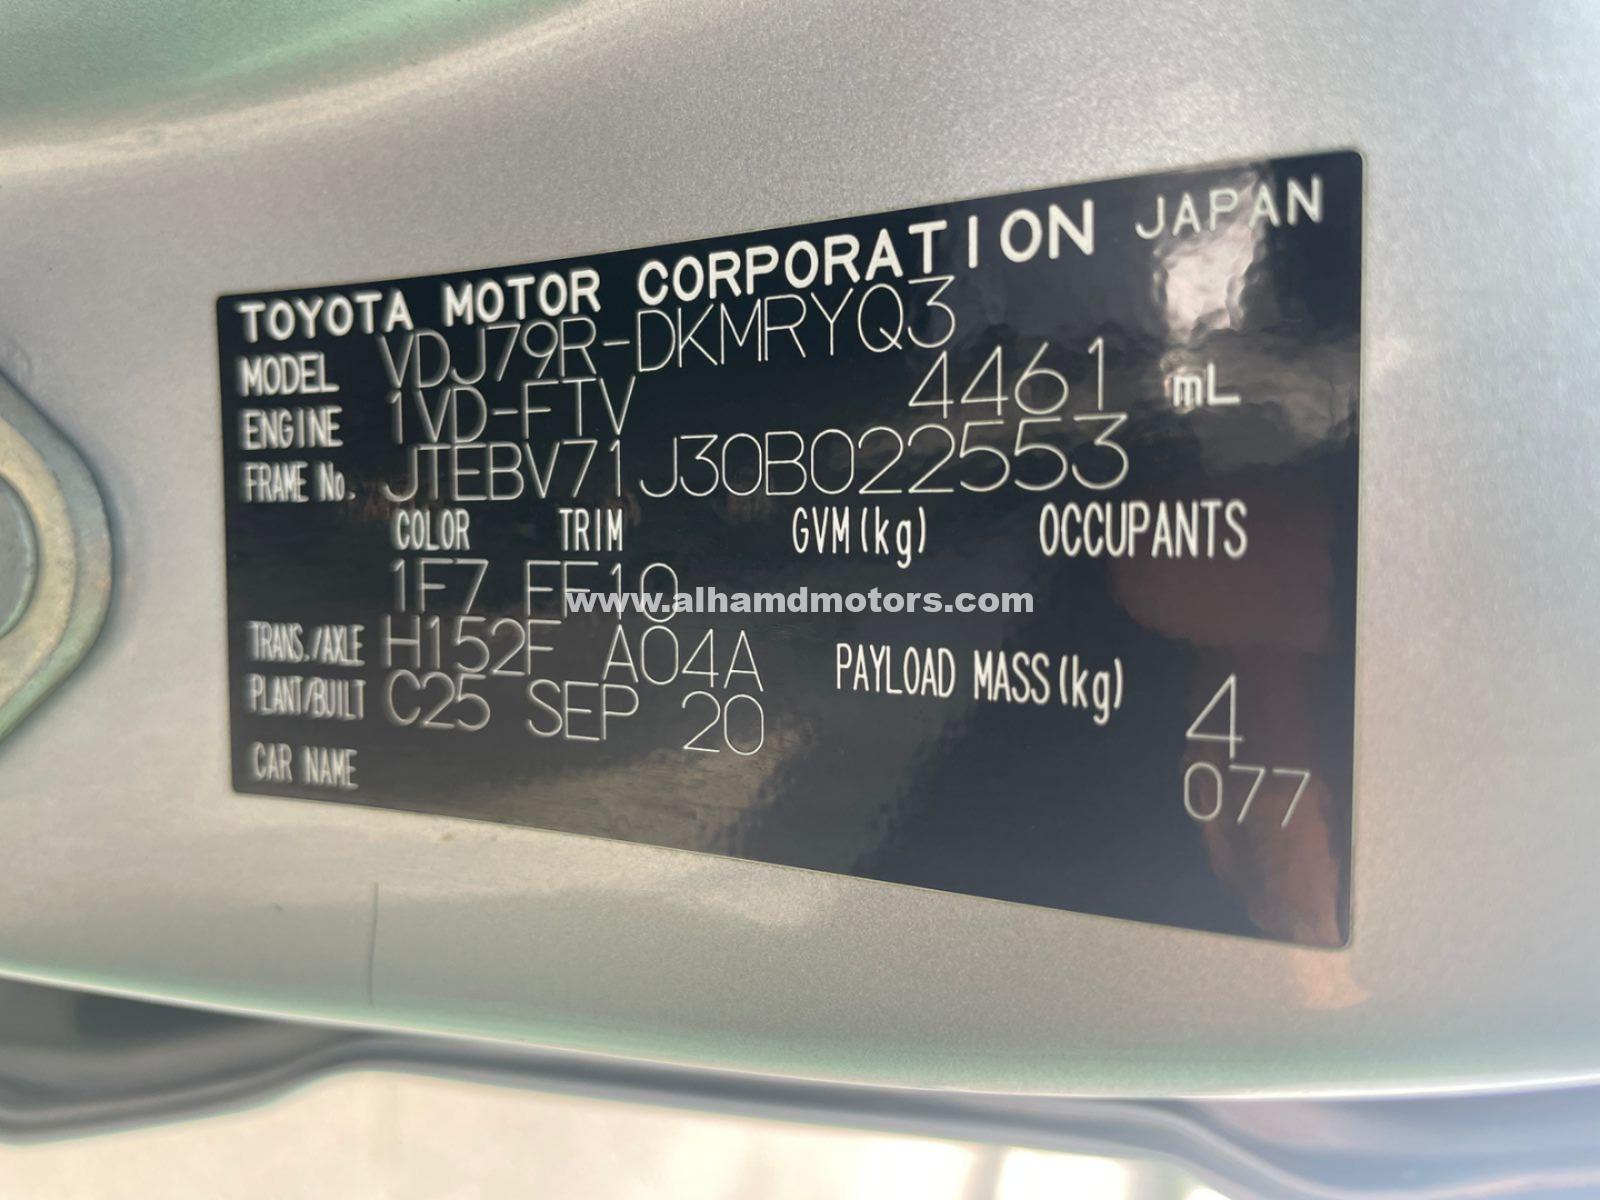 TOYOTA MOTOR CORPORATION JAPAN
MODEL VDJ79R-DKMRYQ3
ENGINE 1VD-FTV 4461 mL
FRAME No. JTEBV71J30B022553
COLOR TRIM GVM(kg) OCCUPANTS
1F7 FF10
www.alhamdmotors.com
TRANS./AXLE H152F A04A PAYLOAD MASS(kg) 4
PLANT/BUILT C25 SEP 20 077
CAR NAME